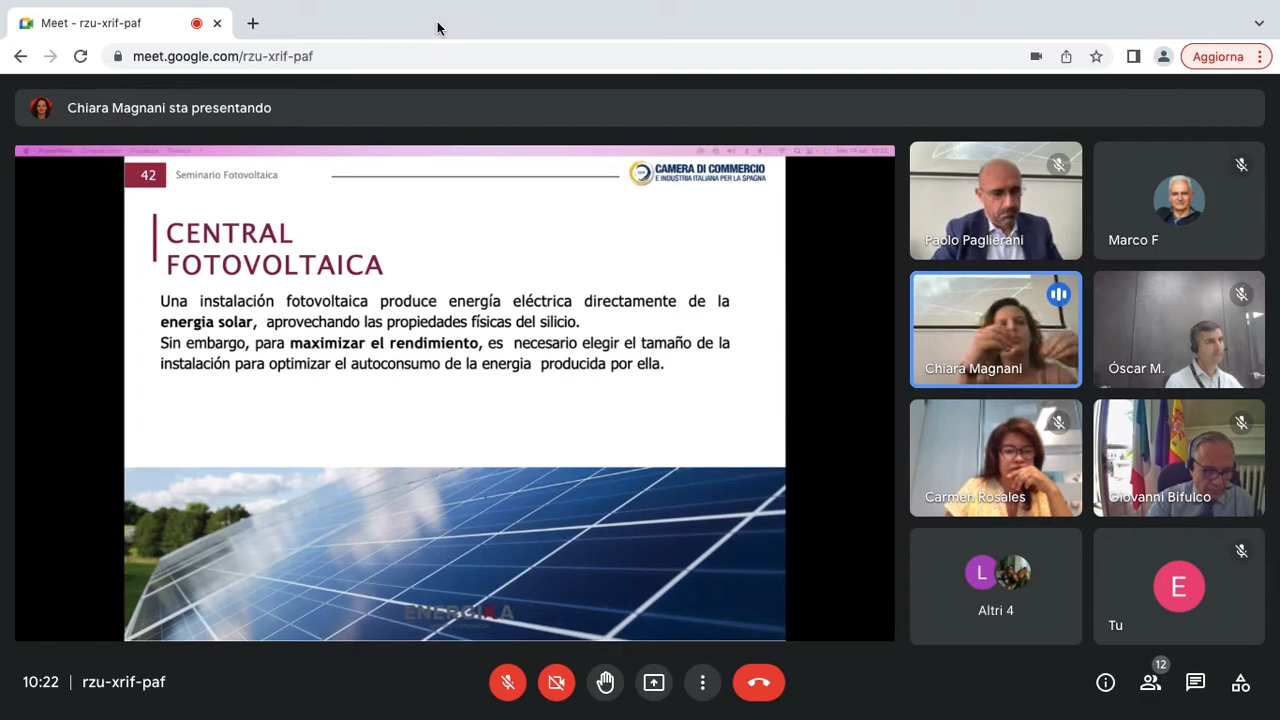 Meet - rzu-xrif-paf
meet.google.com/rzu-xrif-paf
Aggiorna
Chiara Magnani sta presentando
42
Seminario Fotovoltaica
CAMERA DI COMMERCIO
E INDUSTRIA ITALIANA PER LA SPAGNA
CENTRAL
FOTOVOLTAICA
Una instalación fotovoltaica produce energía eléctrica directamente de la
energia solar, aprovechando las propiedades físicas del silicio.
Sin embargo, para maximizar el rendimiento, es necesario elegir el tamaño de la
instalación para optimizar el autoconsumo de la energia producida por ella.
ENERGIKA
Paolo Paglierani
Marco F
Chiara Magnani
Óscar M.
Carmen Rosales
Giovanni Bifulco
L
Altri 4
E
Tu
10:22
rzu-xrif-paf
12